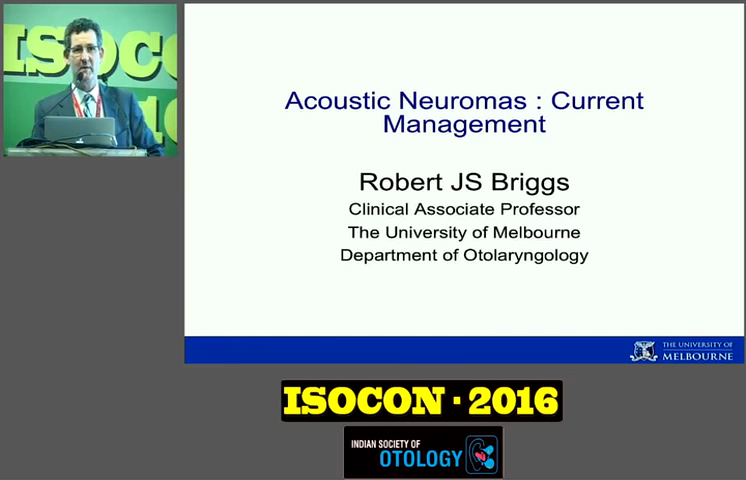 ISOCO
Acoustic Neuromas : Current
Management
Robert JS Briggs
Clinical Associate Professor
The University of Melbourne
Department of Otolaryngology
THE UNIVERSITY OF
MELBOURNE
ISOCON · 2016
INDIAN SOCIETY OF
OTOLOGY